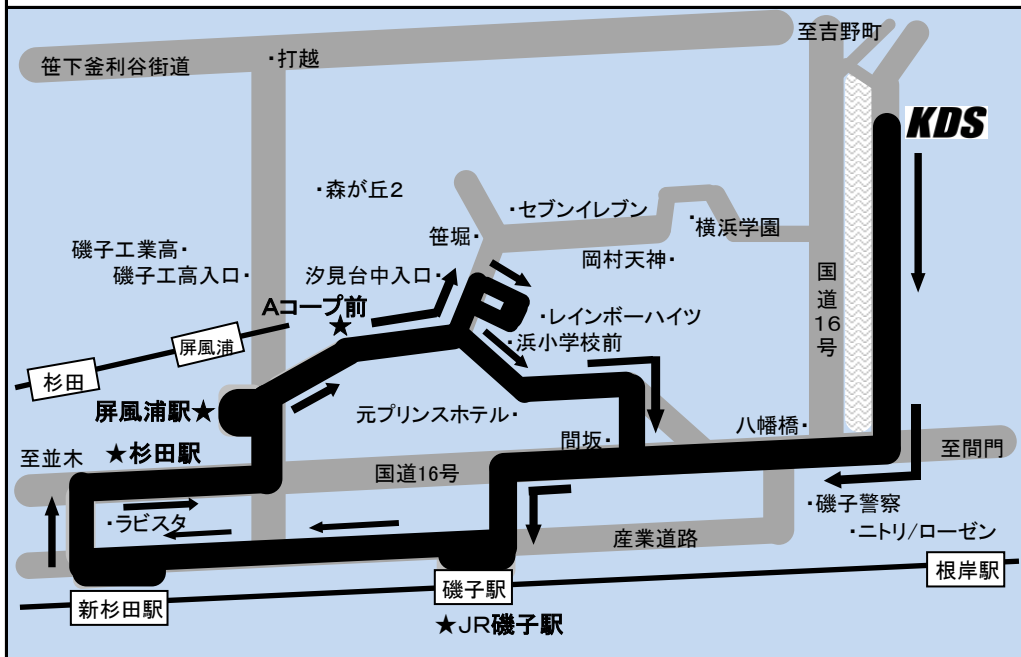 至吉野町
・打越
笹下釜利谷街道
KDS
・森が丘2
・セブンイレブン
・横浜学園
笹堀・
磯子工業高・
岡村天神・
磯子工高入口・
汐見台中入口・
国道16号
Aコープ前
★
・レインボーハイツ
屏風浦
・浜小学校前
杉田
屏風浦駅★
元プリンスホテル・
八幡橋・
間坂・
★杉田駅
至並木
至間門
国道16号
・磯子警察
・ラビスタ
・ニトリ/ローゼン
産業道路
根岸駅
磯子駅
新杉田駅
★JR磯子駅